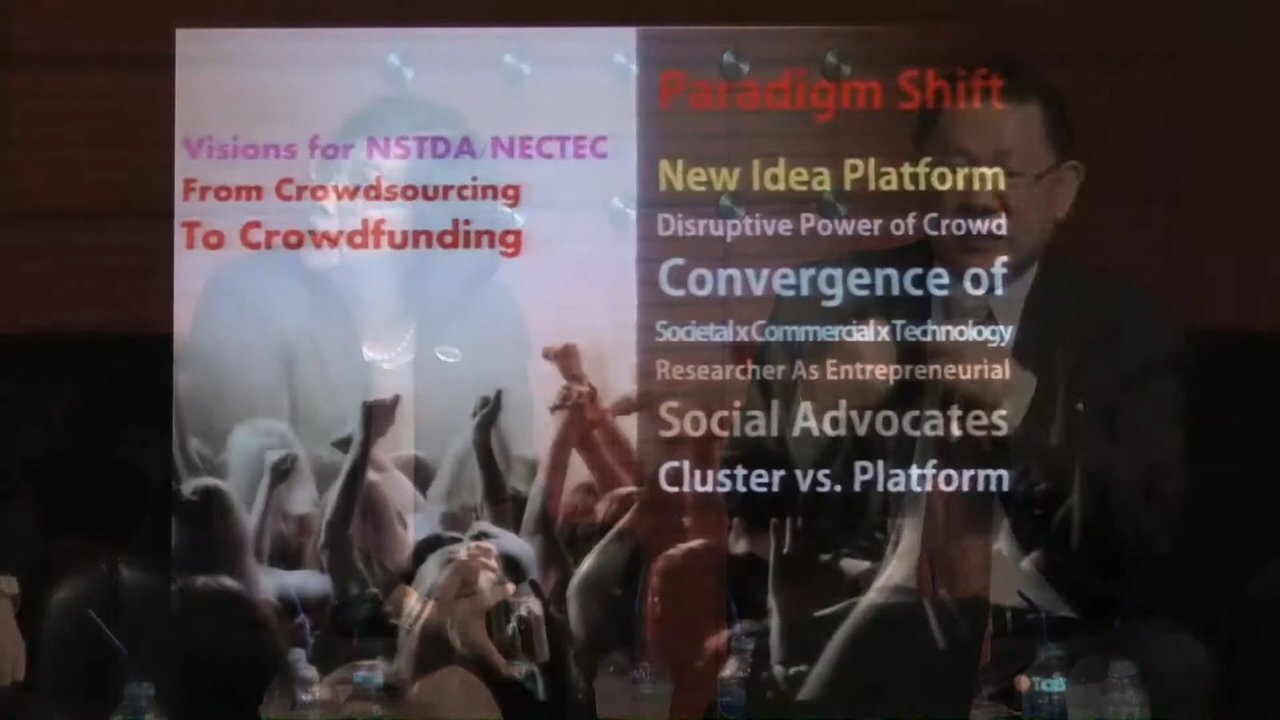 Visions for NSTDA/NECTEC
From Crowdsourcing
To Crowdfunding
Paradigm Shift
New Idea Platform
Disruptive Power of Crowd
Convergence of
Societal x Commercial x Technology
Researcher As Entrepreneurial
Social Advocates
Cluster vs. Platform